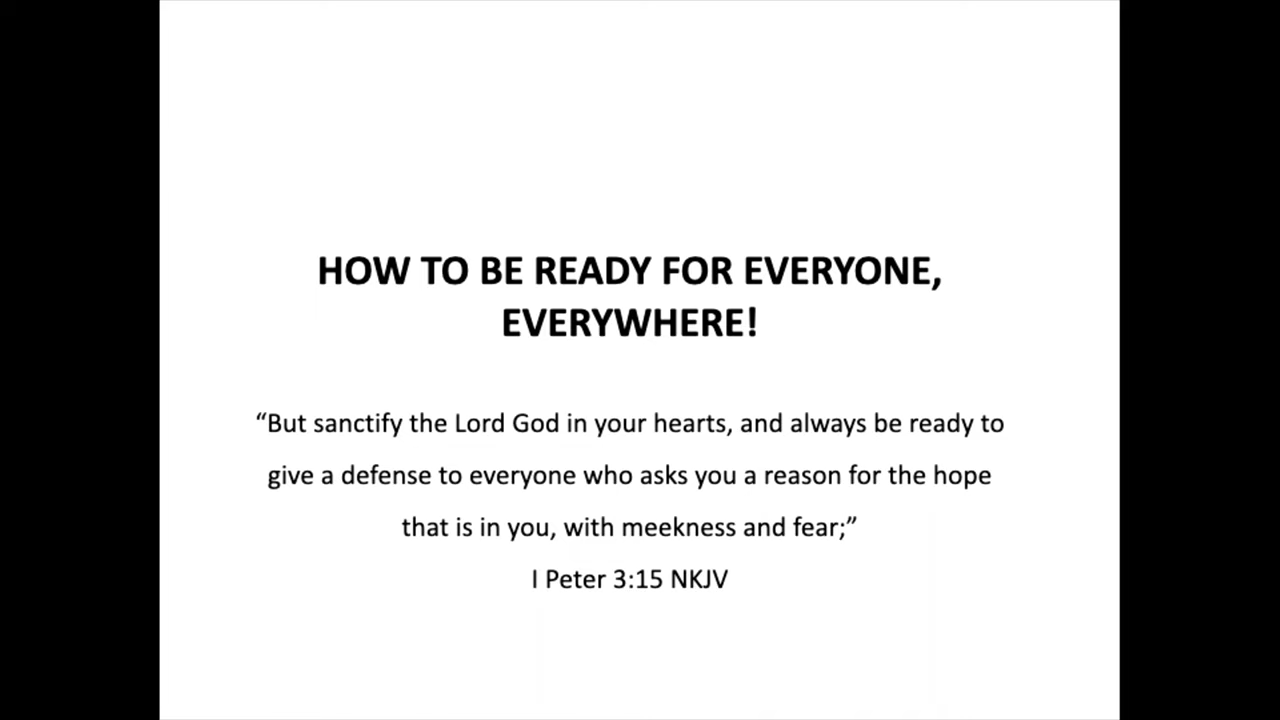 HOW TO BE READY FOR EVERYONE,
EVERYWHERE!
“But sanctify the Lord God in your hearts, and always be ready to
give a defense to everyone who asks you a reason for the hope
that is in you, with meekness and fear;”
I Peter 3:15 NKJV